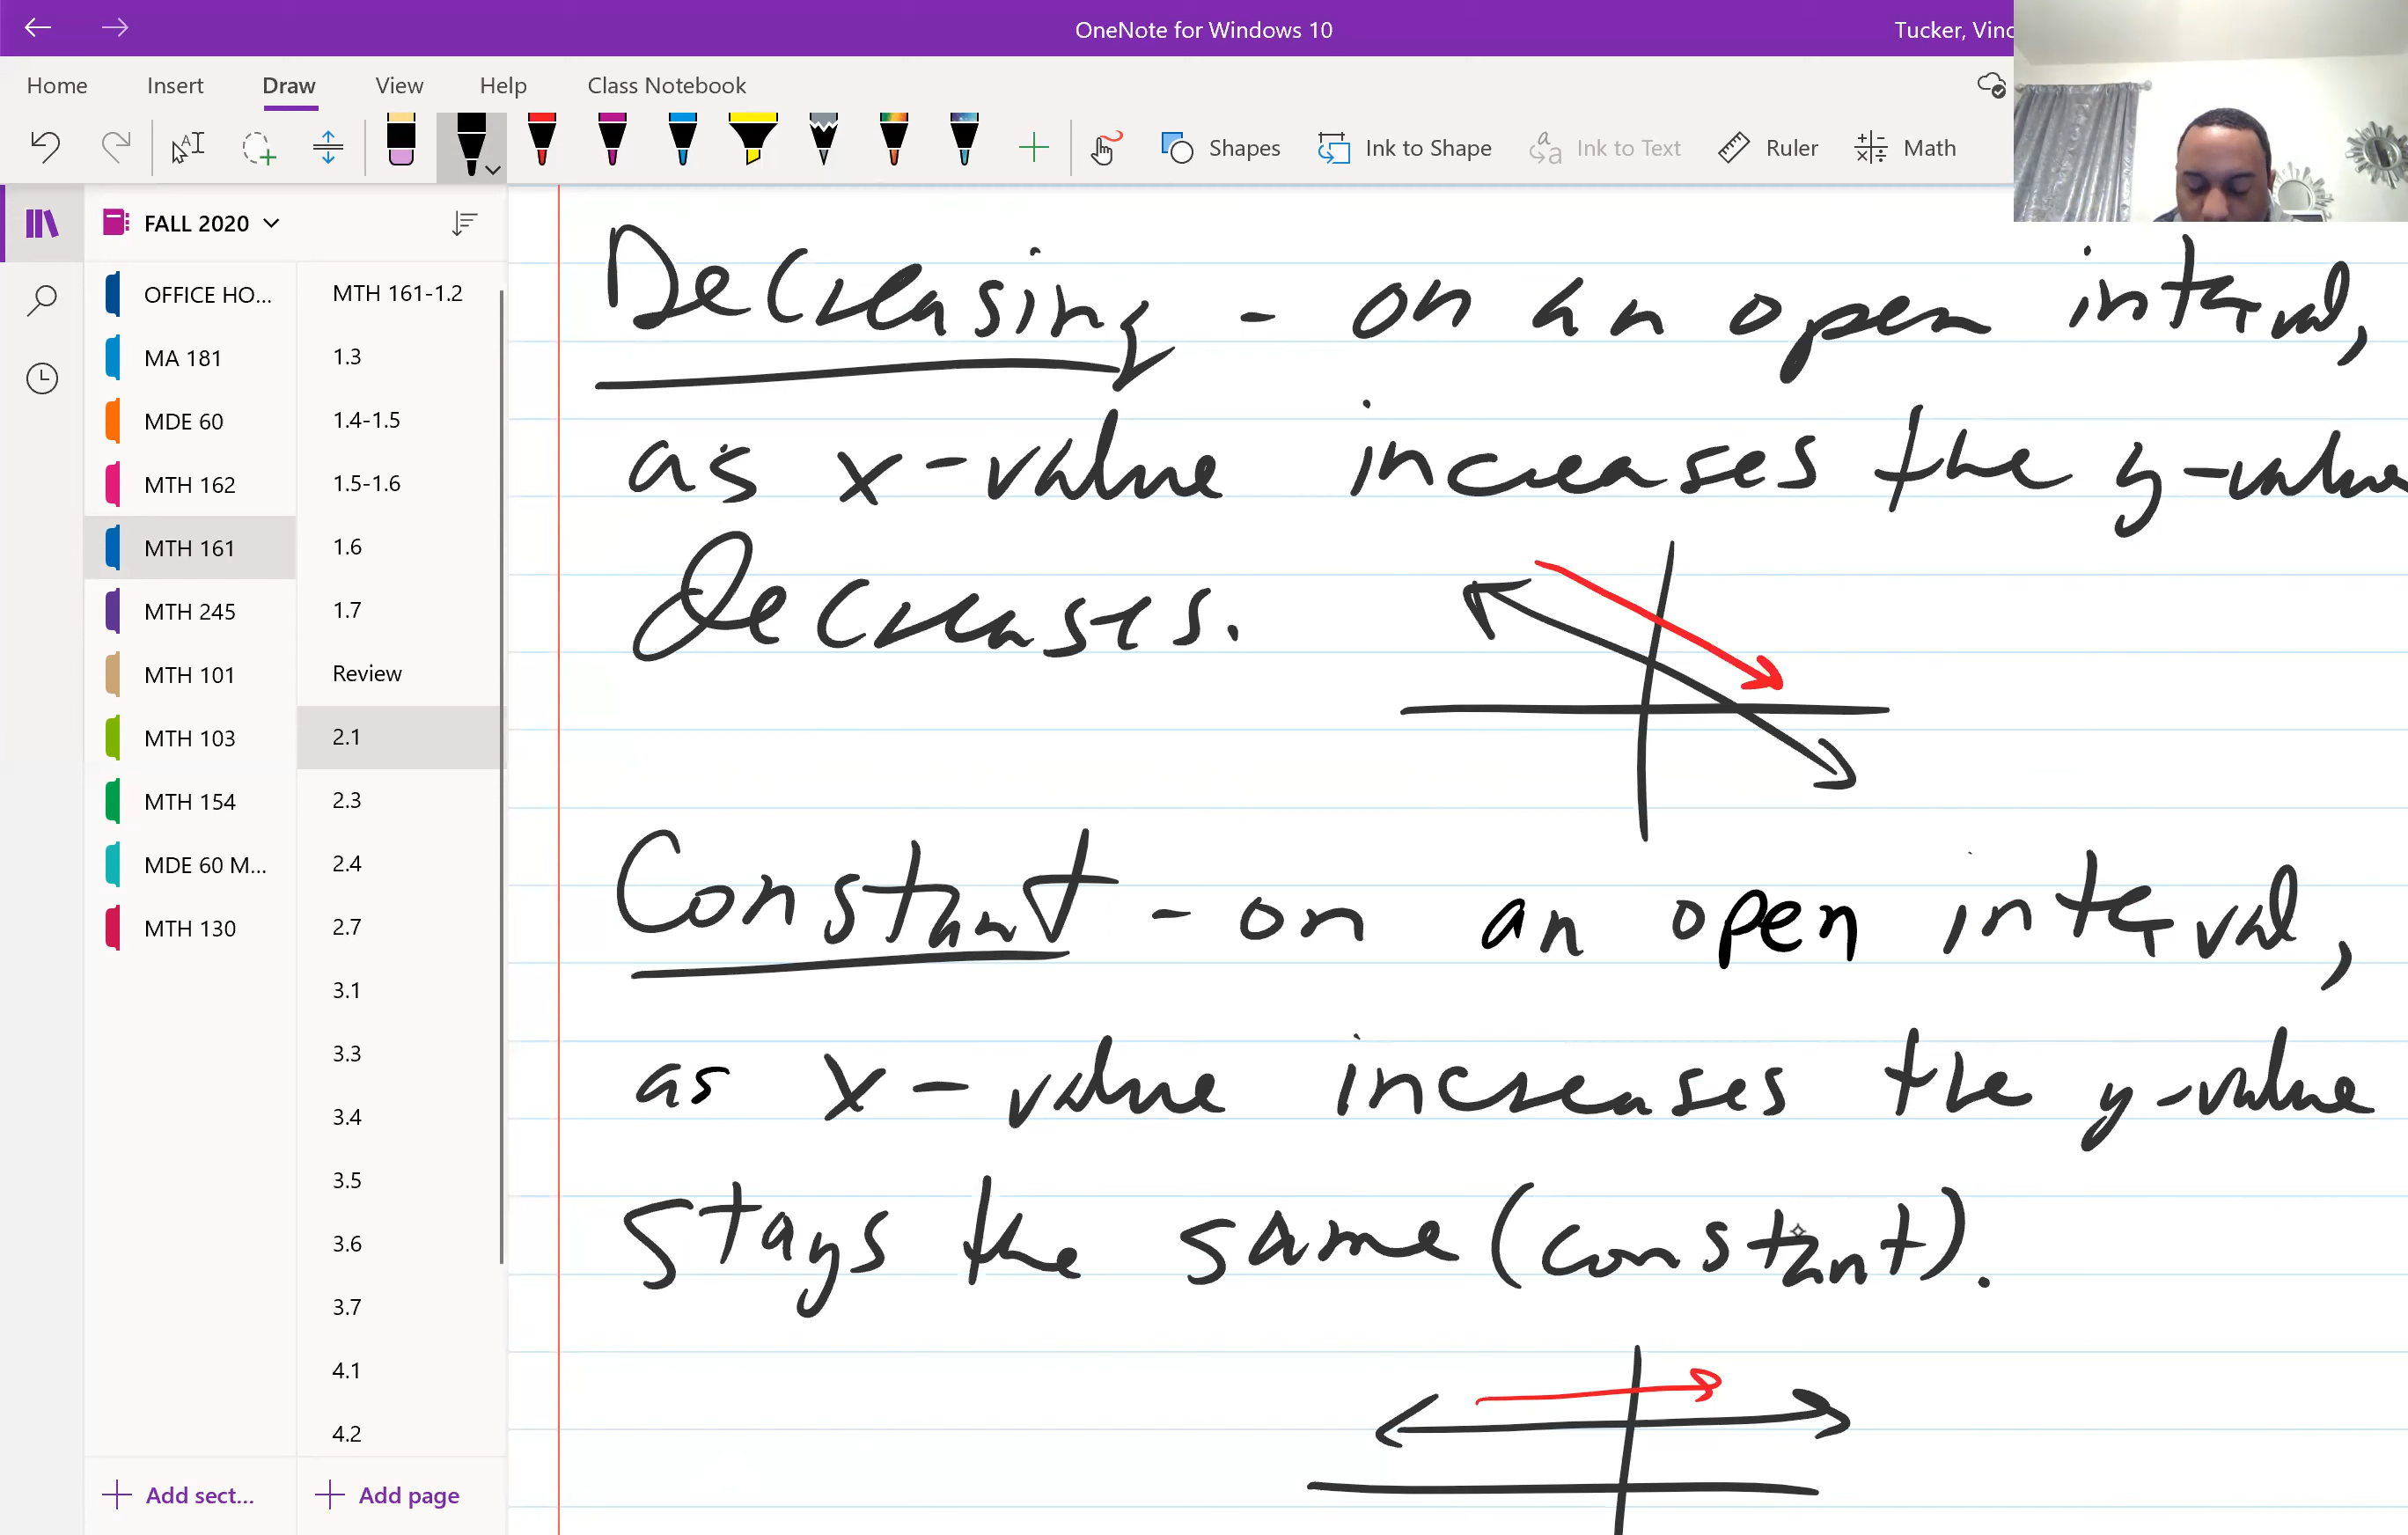 OneNote for Windows 10
Tucker, Vinc
Home Insert Draw View Help Class Notebook
Shapes Ink to Shape Ink to Text Ruler Math
FALL 2020
OFFICE HO...
MA 181
MDE 60
MTH 162
MTH 161
MTH 245
MTH 101
MTH 103
MTH 154
MDE 60 M...
MTH 130
Add sect...
MTH 161-1.2
1.3
1.4-1.5
1.5-1.6
1.6
1.7
Review
2.1
2.3
2.4
2.7
3.1
3.3
3.4
3.5
3.6
3.7
4.1
4.2
Add page
Decreasing - on an open interval,
as x-value increases the y-value
decreases.
Constant - on an open interval,
as x-value increases the y-value
stays the same (constant).